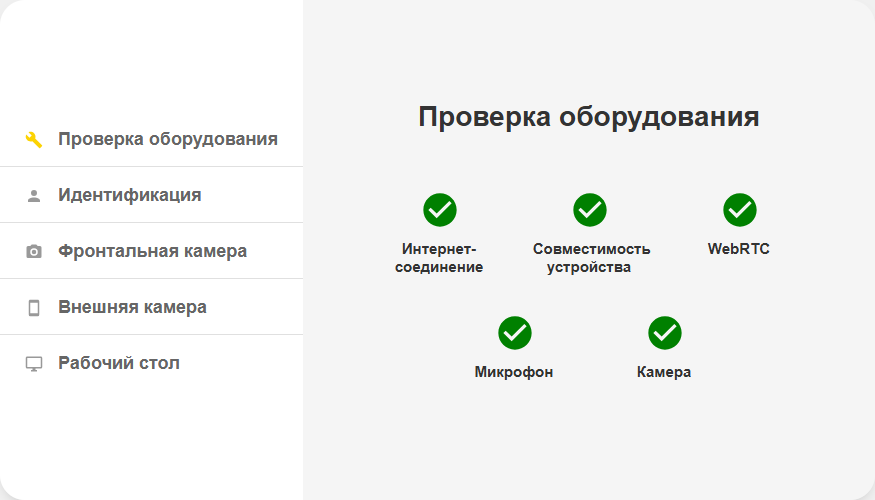 Проверка оборудования
Идентификация
Фронтальная камера
Внешняя камера
Рабочий стол
Проверка оборудования
Интернет-
соединение
Совместимость
устройства
WebRTC
Микрофон
Камера